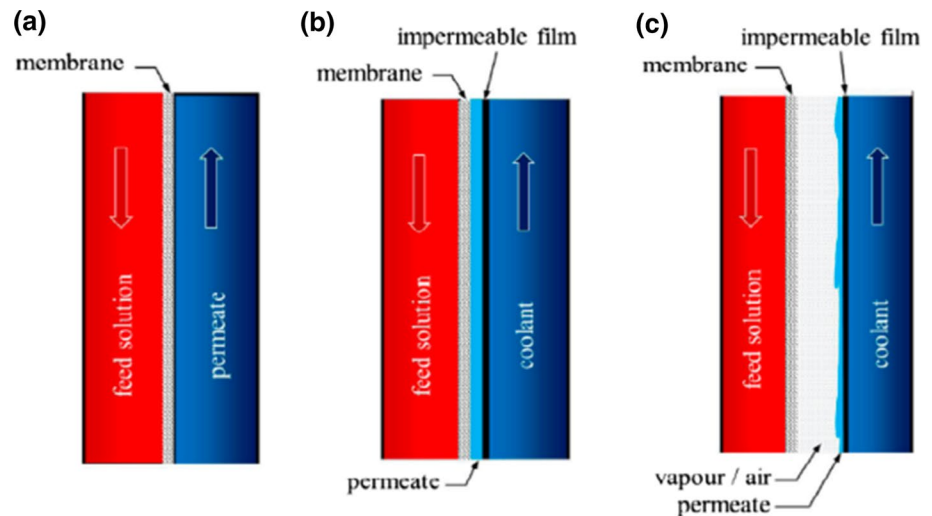 (a)
membrane
feed solution
permeate
(b)
impermeable film
membrane
feed solution
coolant
permeate
(c)
impermeable film
membrane
feed solution
coolant
vapour / air
permeate